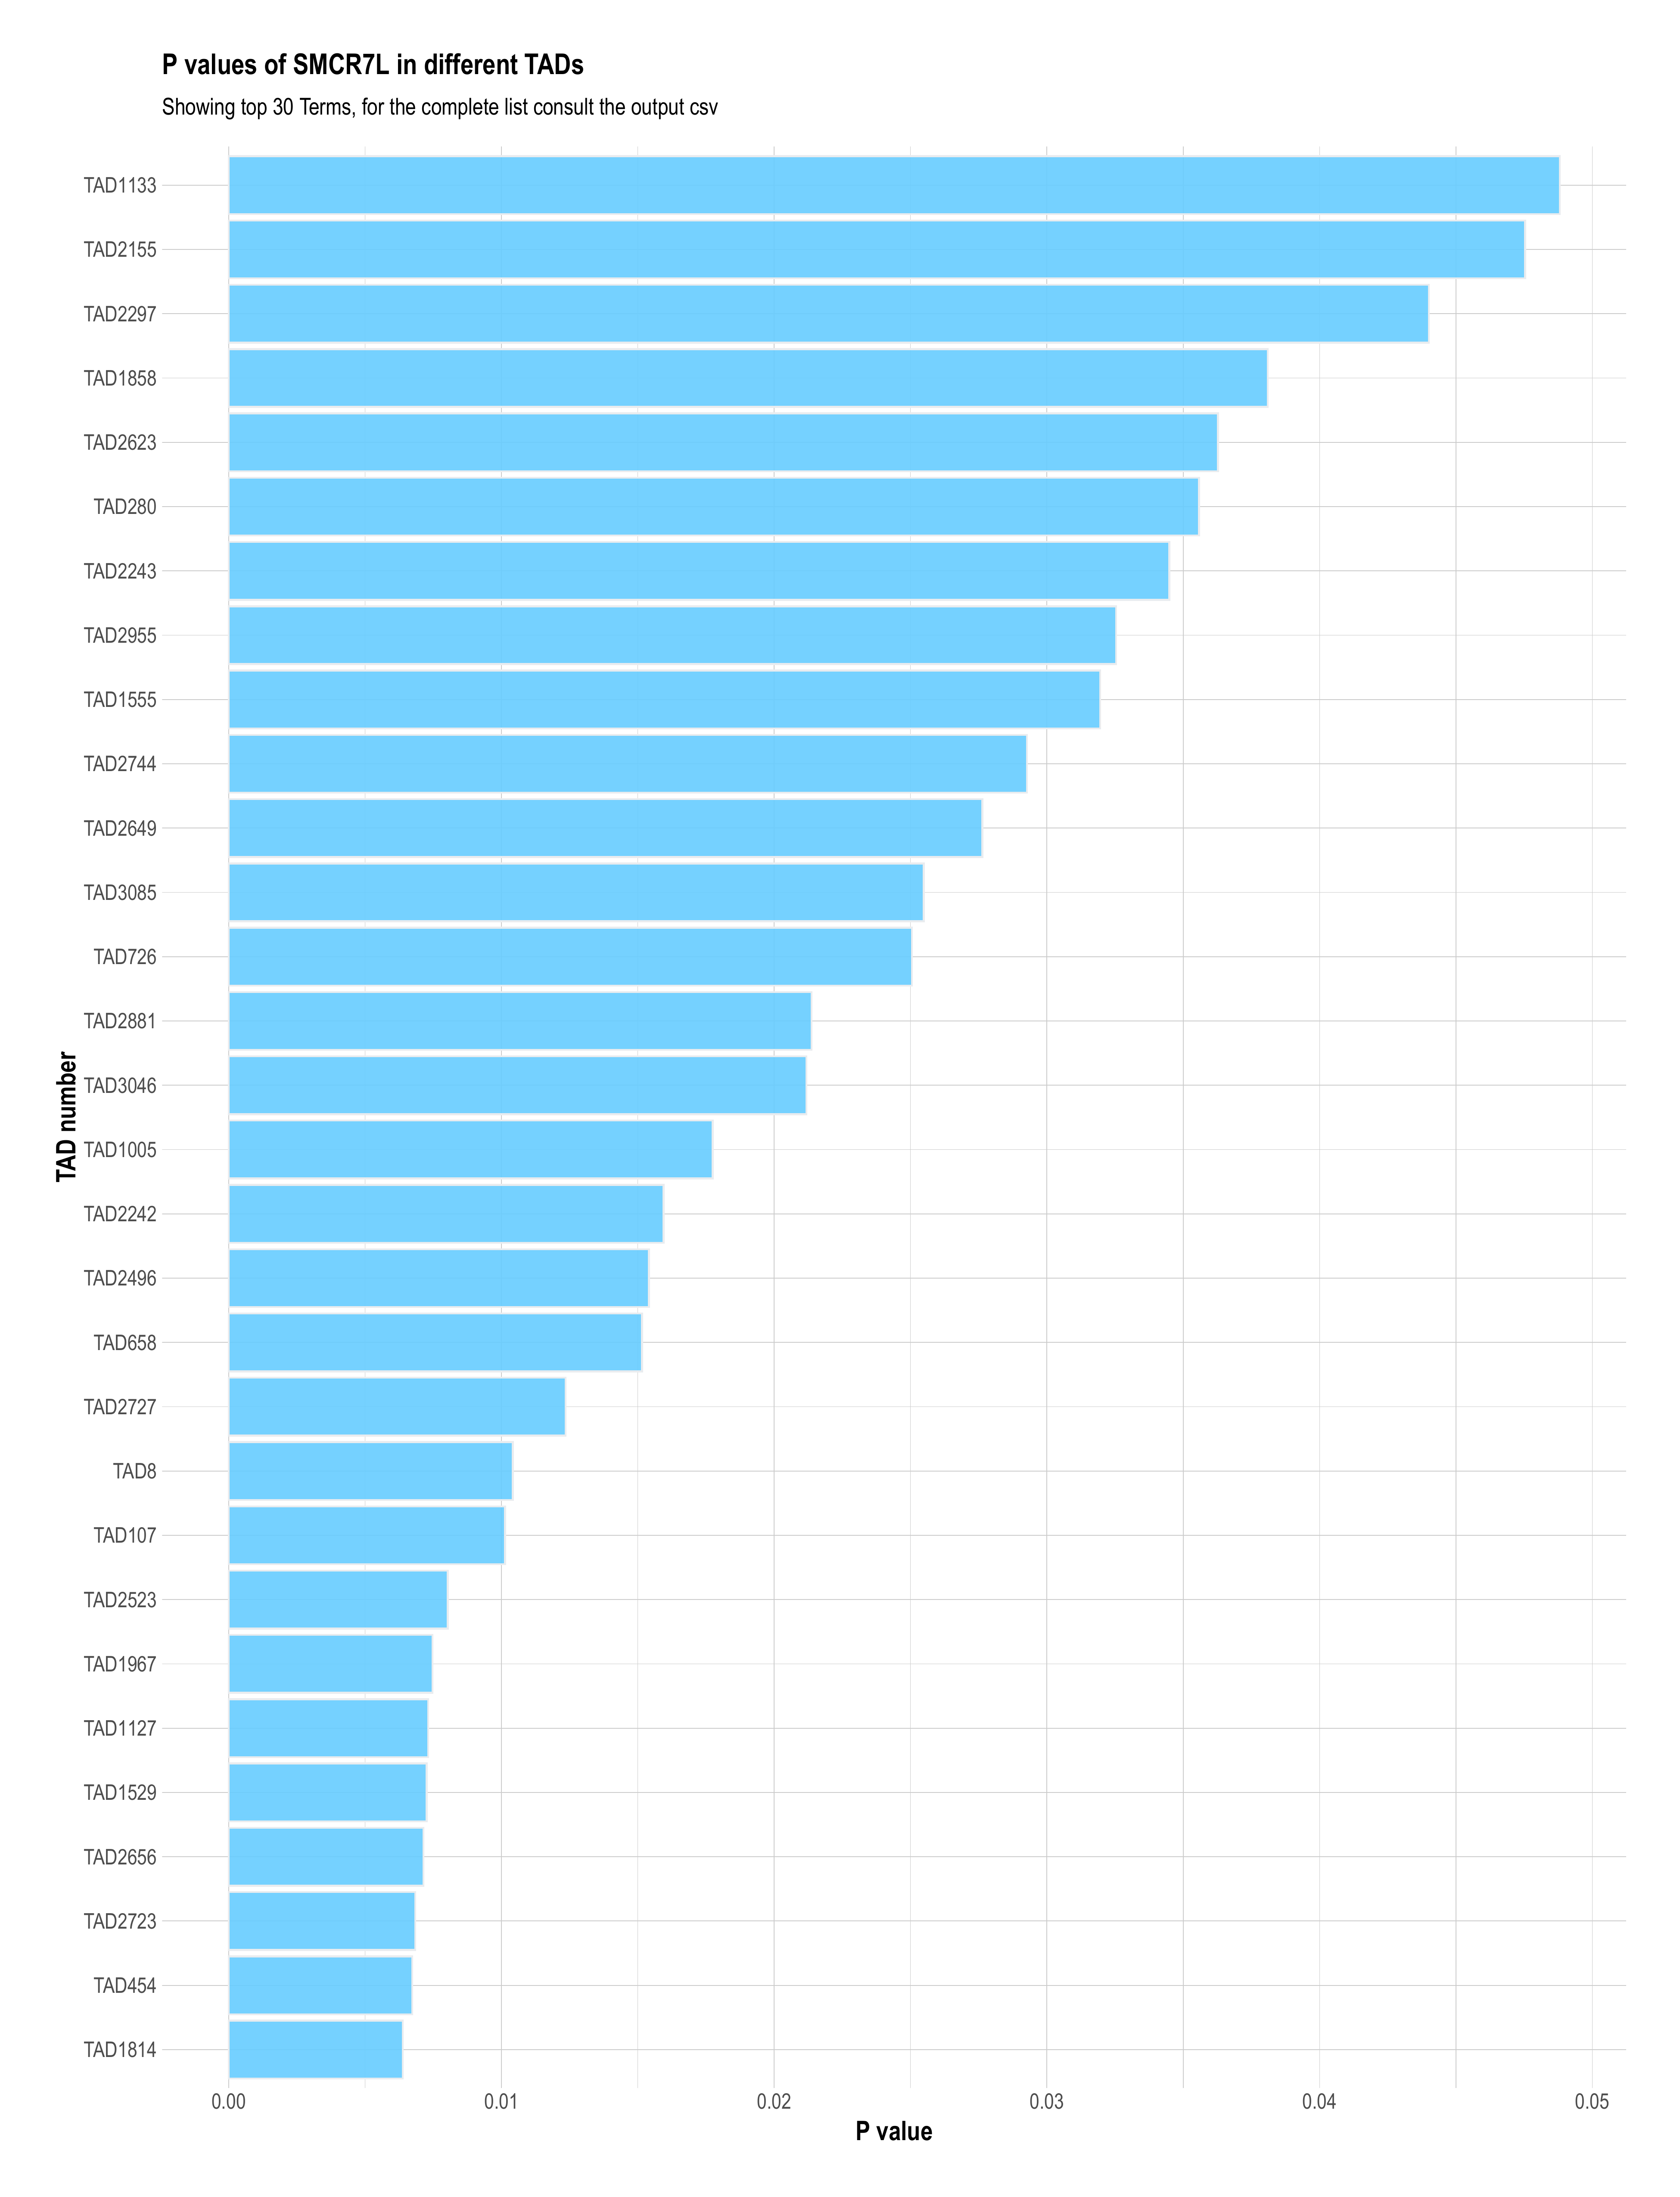 P values of SMCR7L in different TADs
Showing top 30 Terms, for the complete list consult the output csv
TAD1133
TAD2155
TAD2297
TAD1858
TAD2623
TAD280
TAD2243
TAD2955
TAD1555
TAD2744
TAD2649
TAD3085
TAD726
TAD2881
TAD3046
TAD1005
TAD2242
TAD2496
TAD658
TAD2727
TAD8
TAD107
TAD2523
TAD1967
TAD1127
TAD1529
TAD2656
TAD2723
TAD454
TAD1814
TAD number
0.00 0.01 0.02 0.03 0.04 0.05
P value